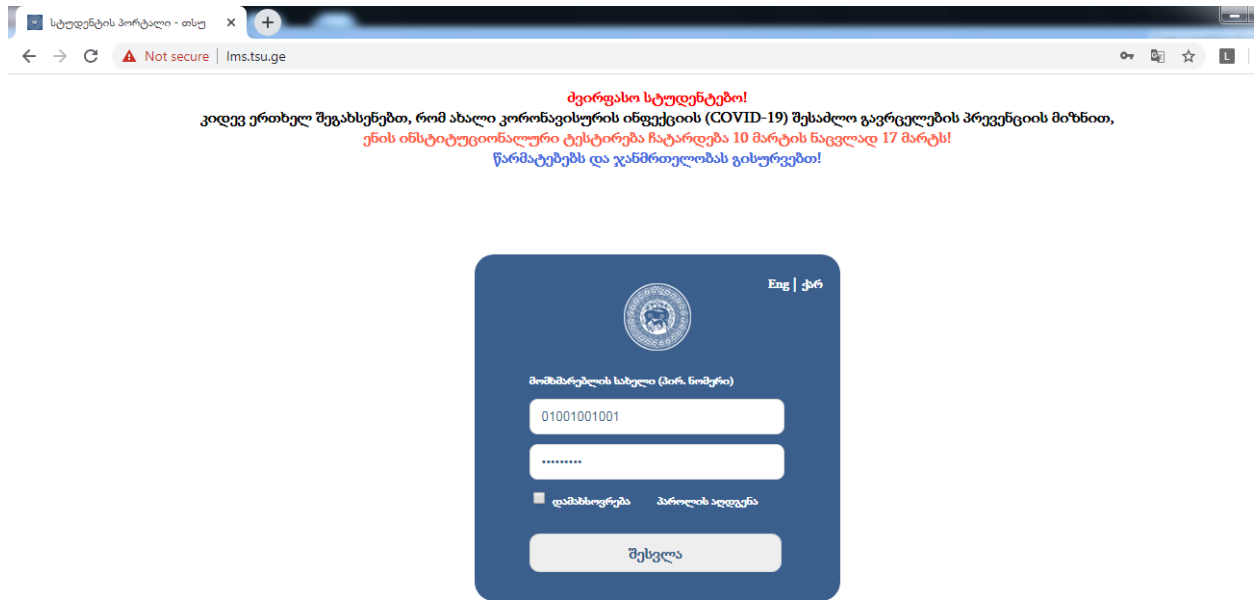 სტუდენტის პორტალი - თსუ
Not secure
lms.tsu.ge
L
ძვირფასო სტუდენტებო!
კიდევ ერთხელ შეგახსენებთ, რომ ახალი კორონავისურის ინფექციის (COVID-19) შესაძლო გავრცელების პრევენციის მიზნით,
ენის ინსტიტუციონალური ტესტირება ჩატარდება 10 მარტის ნაცვლად 17 მარტს!
წარმატებებს და ჯანმრთელობას გისურვებთ!
Eng | ქარ
მომხმარებლის სახელი (პირ. ნომერი)
01001001001
•••••••••
დამახსოვრება პაროლის აღდგენა
შესვლა